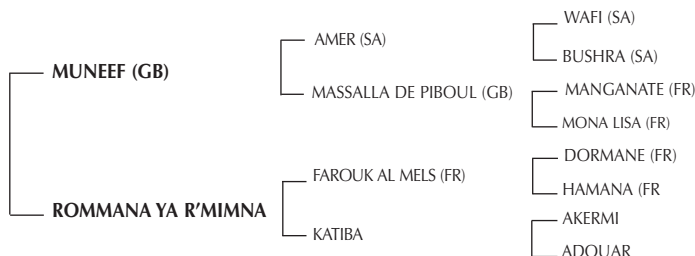 WAFI (SA)
AMER (SA)
BUSHRA (SA)
MUNEEF (GB)
MASSALLA DE PIBOUL (GB)
MANGANATE (FR)
MONA LISA (FR)
DORMANE (FR)
FAROUK AL MELS (FR)
HAMANA (FR
ROMMANA YA R'MIMNA
AKERMI
KATIBA
ADOUAR